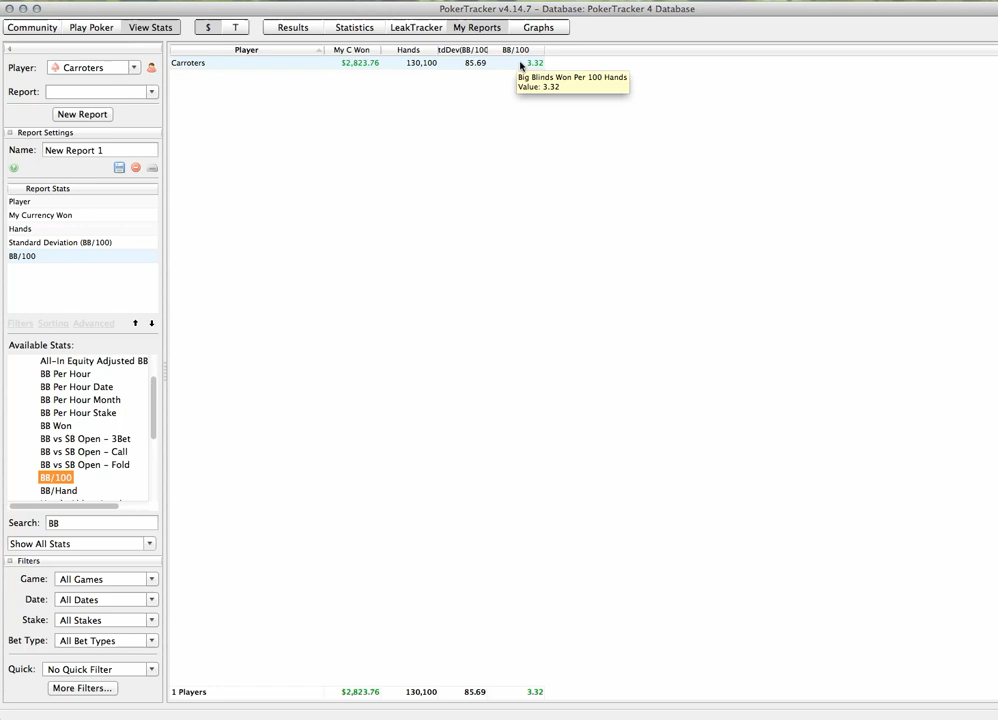 PokerTracker v4.14.7 – Database: PokerTracker 4 Database
Community Play Poker View Stats $ T Results Statistics LeakTracker My Reports Graphs
Player: Carroters
Report:
New Report
Report Settings
Name: New Report 1
Report Stats
Player
My Currency Won
Hands
Standard Deviation (BB/100)
BB/100
Filters Sorting Advanced
Available Stats:
All-In Equity Adjusted BB
BB Per Hour
BB Per Hour Date
BB Per Hour Month
BB Per Hour Stake
BB Won
BB vs SB Open – 3Bet
BB vs SB Open – Call
BB vs SB Open – Fold
BB/100
BB/Hand
Search: BB
Show All Stats
Filters
Game: All Games
Date: All Dates
Stake: All Stakes
Bet Type: All Bet Types
Quick: No Quick Filter
More Filters...
Player My C Won Hands tdDev(BB/100 BB/100
Carroters $2,823.76 130,100 85.69 3.32
Big Blinds Won Per 100 Hands
Value: 3.32
1 Players $2,823.76 130,100 85.69 3.32